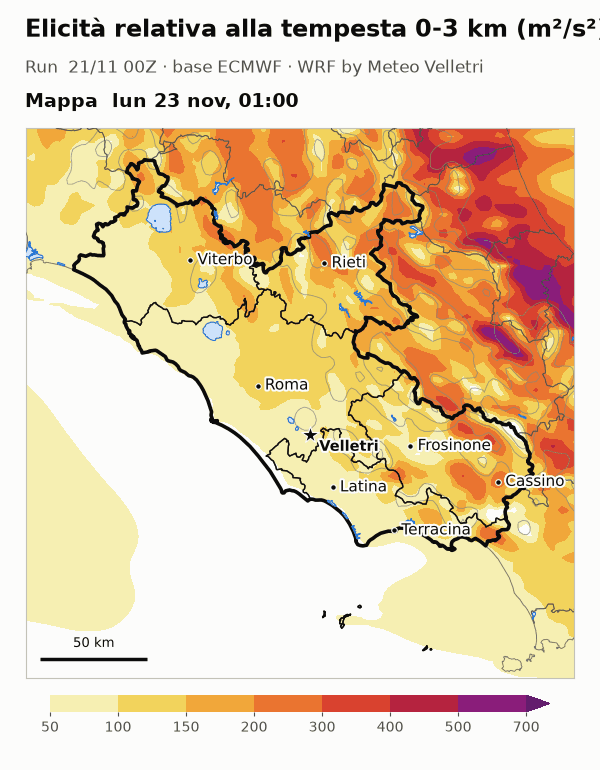 Elicità relativa alla tempesta 0-3 km (m²/s²)
Run  21/11 00Z · base ECMWF · WRF by Meteo Velletri
Mappa  lun 23 nov, 01:00
Viterbo
Rieti
Roma
Velletri
Frosinone
Cassino
Latina
Terracina
50 km
50 100 150 200 300 400 500 700